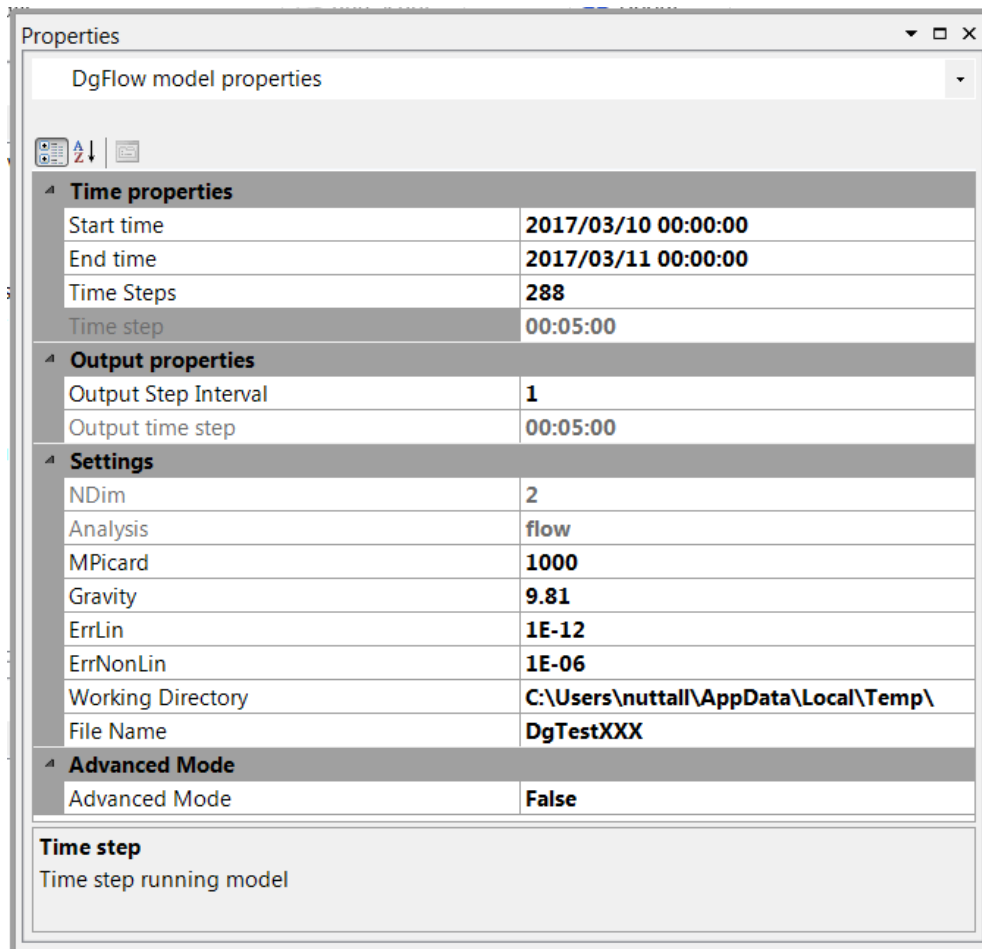 Properties
DgFlow model properties
Time properties
Start time 2017/03/10 00:00:00
End time 2017/03/11 00:00:00
Time Steps 288
Time step 00:05:00
Output properties
Output Step Interval 1
Output time step 00:05:00
Settings
NDim 2
Analysis flow
MPicard 1000
Gravity 9.81
ErrLin 1E-12
ErrNonLin 1E-06
Working Directory C:\Users\nuttall\AppData\Local\Temp\
File Name DgTestXXX
Advanced Mode
Advanced Mode False
Time step
Time step running model